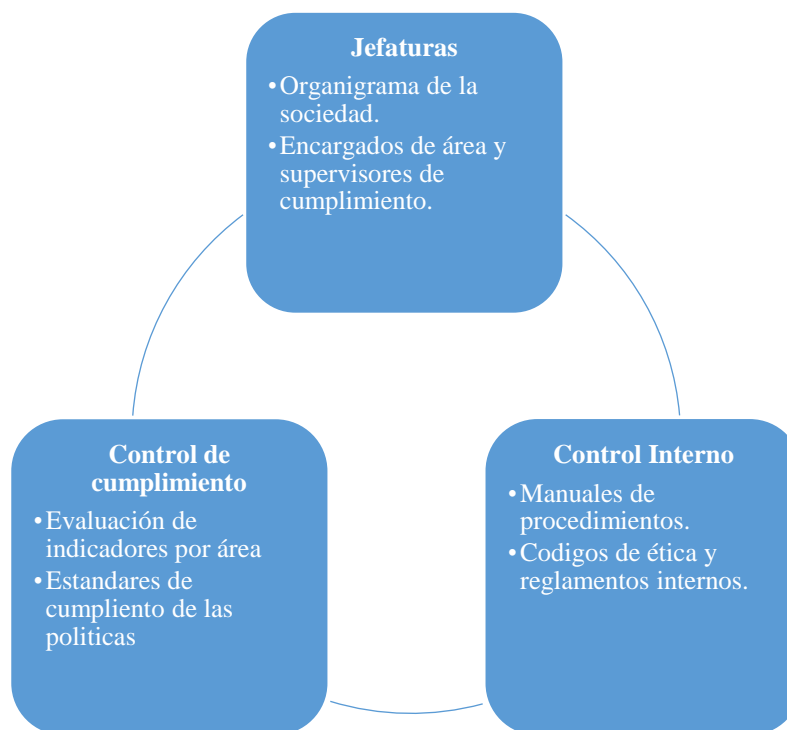 Jefaturas
•Organigrama de la
sociedad.
•Encargados de área y
supervisores de
cumplimiento.
Control de
cumplimiento
•Evaluación de
indicadores por área
•Estandares de
cumpliento de las
politicas
Control Interno
•Manuales de
procedimientos.
•Codigos de ética y
reglamentos internos.